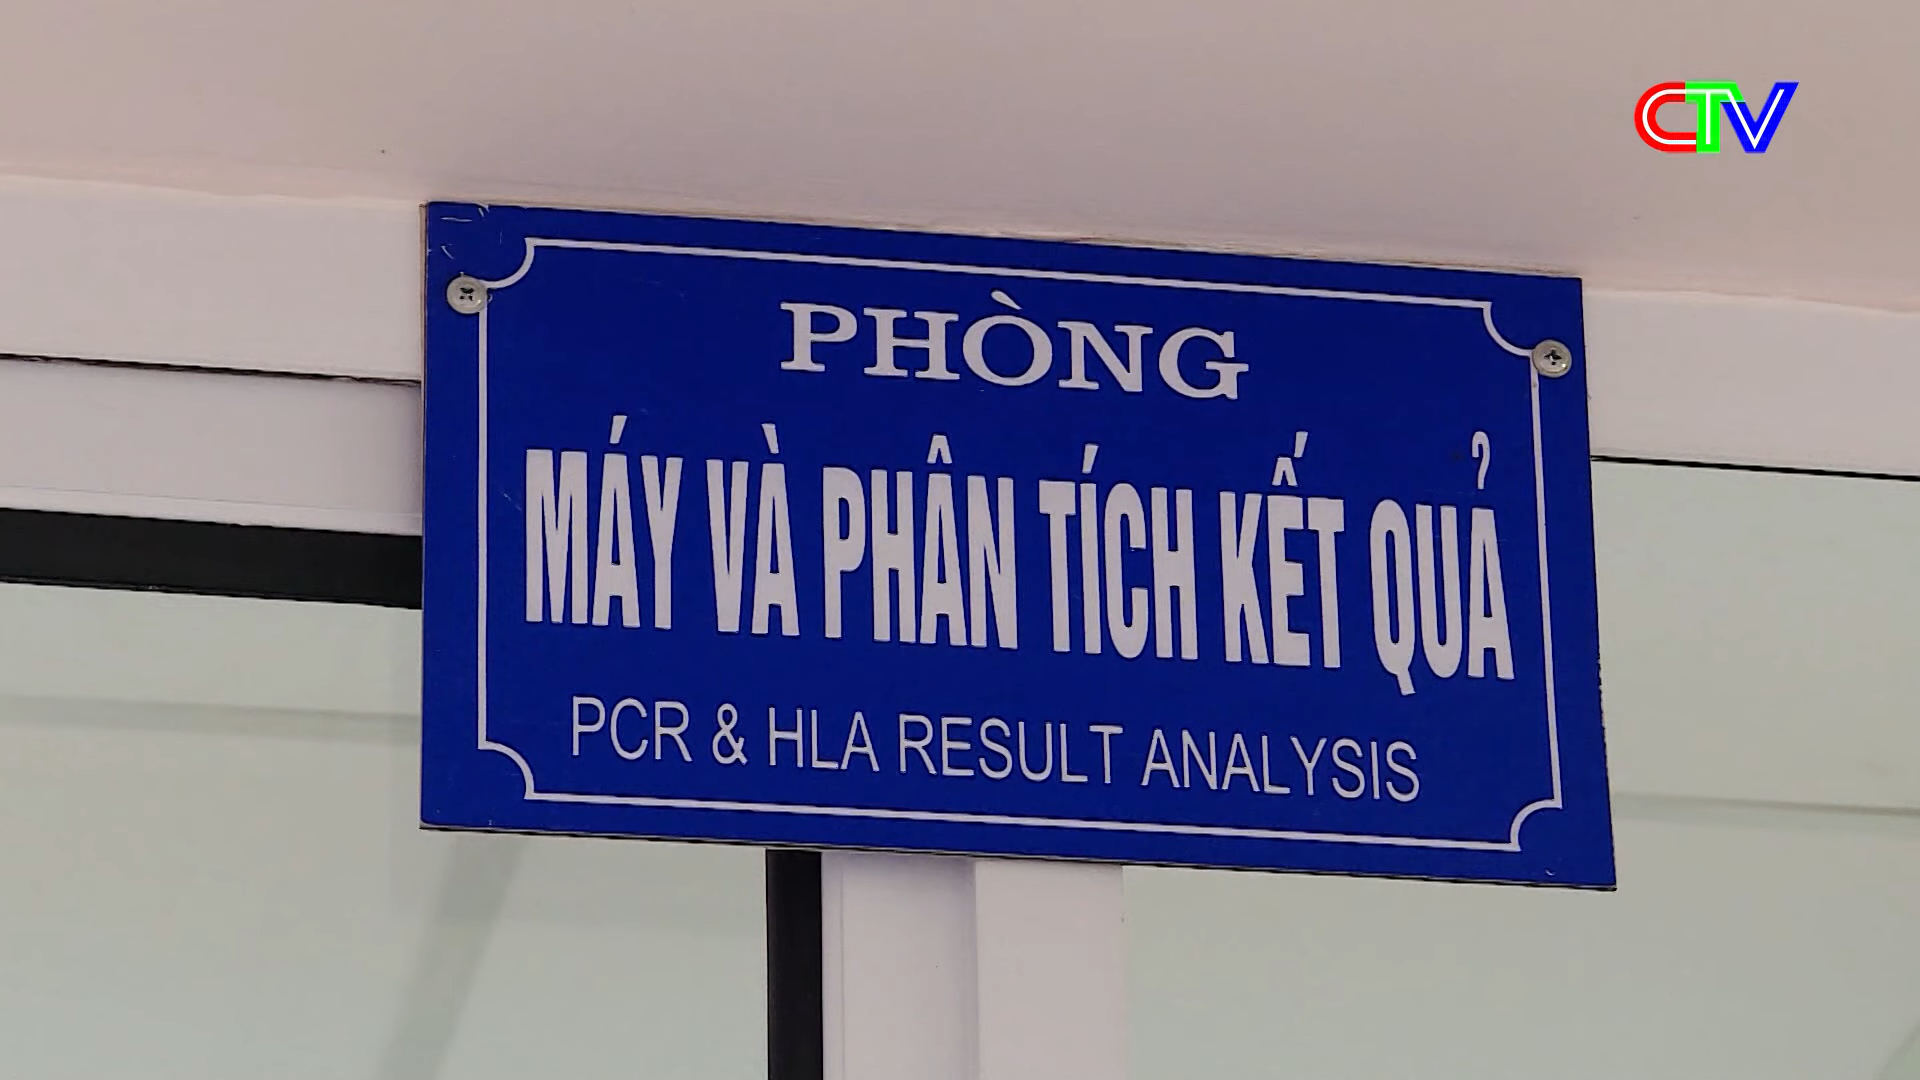 CTV
PHÒNG
MÁY VÀ PHÂN TÍCH KẾT QUẢ
PCR & HLA RESULT ANALYSIS